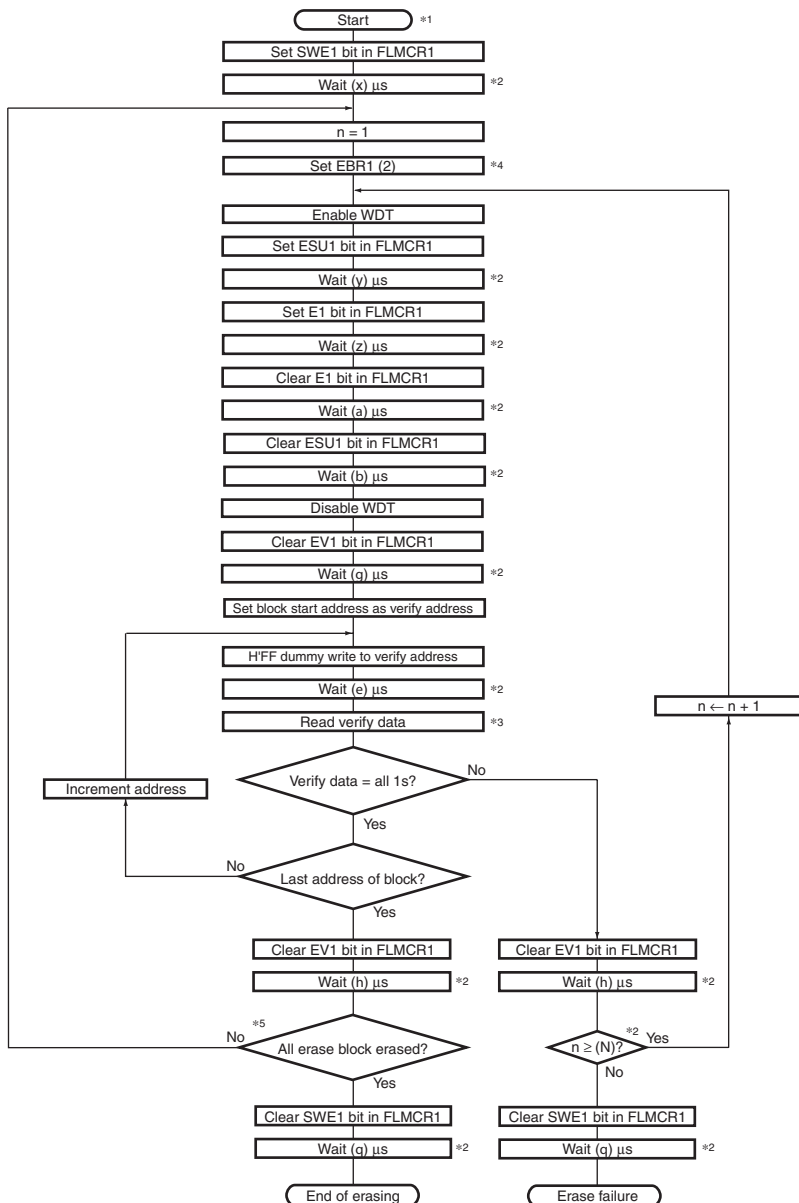 Start *1
Set SWE1 bit in FLMCR1
Wait (x) μs *2
n = 1
Set EBR1 (2) *4
Enable WDT
Set ESU1 bit in FLMCR1
Wait (y) μs *2
Set E1 bit in FLMCR1
Wait (z) μs *2
Clear E1 bit in FLMCR1
Wait (a) μs *2
Clear ESU1 bit in FLMCR1
Wait (b) μs *2
Disable WDT
Clear EV1 bit in FLMCR1
Wait (g) μs *2
Set block start address as verify address
H'FF dummy write to verify address
Wait (e) μs *2
Read verify data *3
n ← n + 1
Verify data = all 1s?
No
Increment address
Yes
No
Last address of block?
Yes
Clear EV1 bit in FLMCR1
Clear EV1 bit in FLMCR1
Wait (h) μs *2
Wait (h) μs *2
No *5
All erase block erased?
n ≥ (N)? *2
Yes
Yes
No
Clear SWE1 bit in FLMCR1
Clear SWE1 bit in FLMCR1
Wait (q) μs *2
Wait (q) μs *2
End of erasing
Erase failure